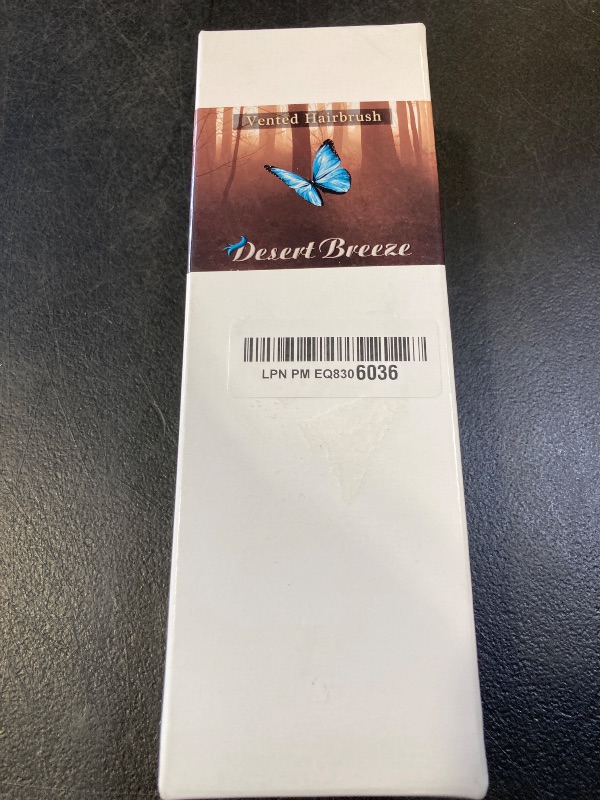 Vented Hairbrush
Desert Breeze
LPN PM EQ8306036